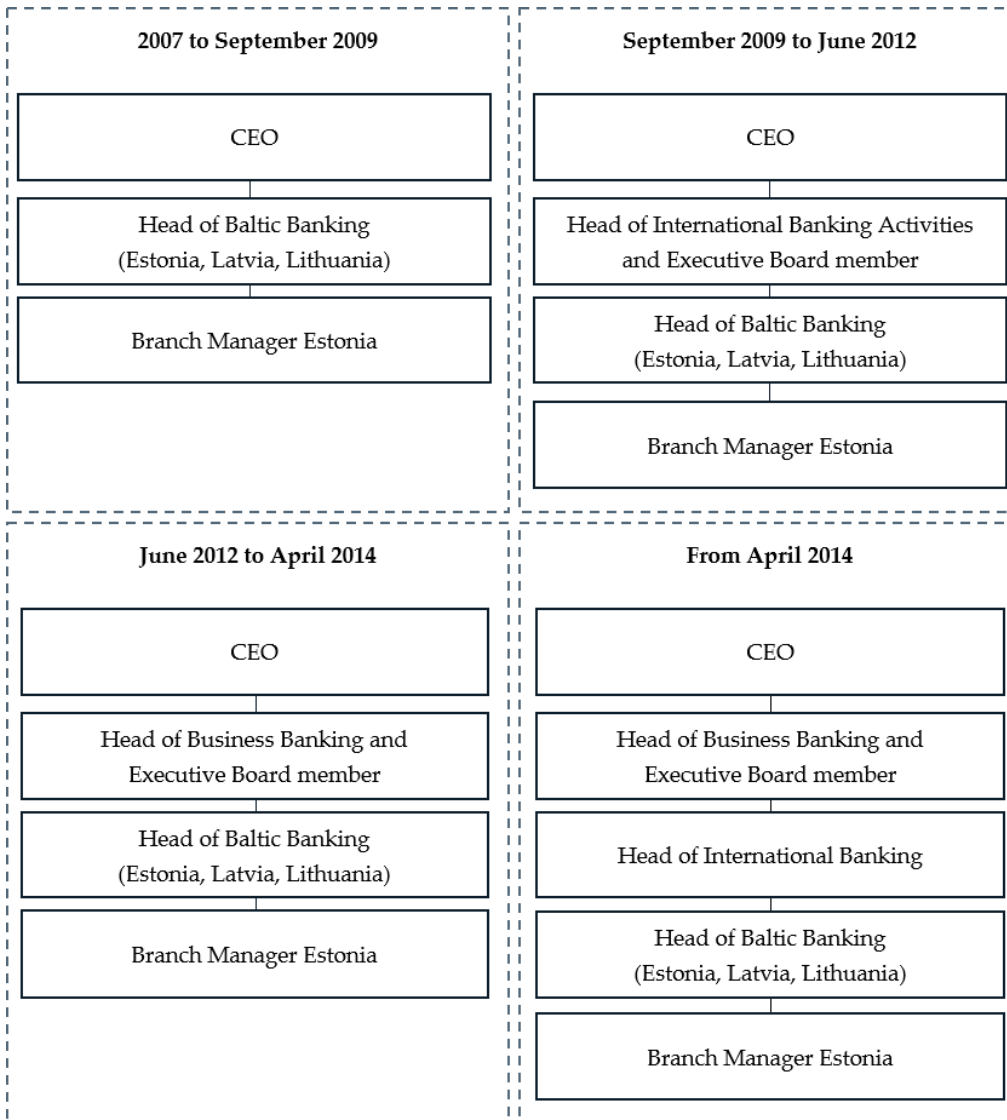 2007 to September 2009
CEO
Head of Baltic Banking
(Estonia, Latvia, Lithuania)
Branch Manager Estonia
September 2009 to June 2012
CEO
Head of International Banking Activities
and Executive Board member
Head of Baltic Banking
(Estonia, Latvia, Lithuania)
Branch Manager Estonia
June 2012 to April 2014
CEO
Head of Business Banking and
Executive Board member
Head of Baltic Banking
(Estonia, Latvia, Lithuania)
Branch Manager Estonia
From April 2014
CEO
Head of Business Banking and
Executive Board member
Head of International Banking
Head of Baltic Banking
(Estonia, Latvia, Lithuania)
Branch Manager Estonia